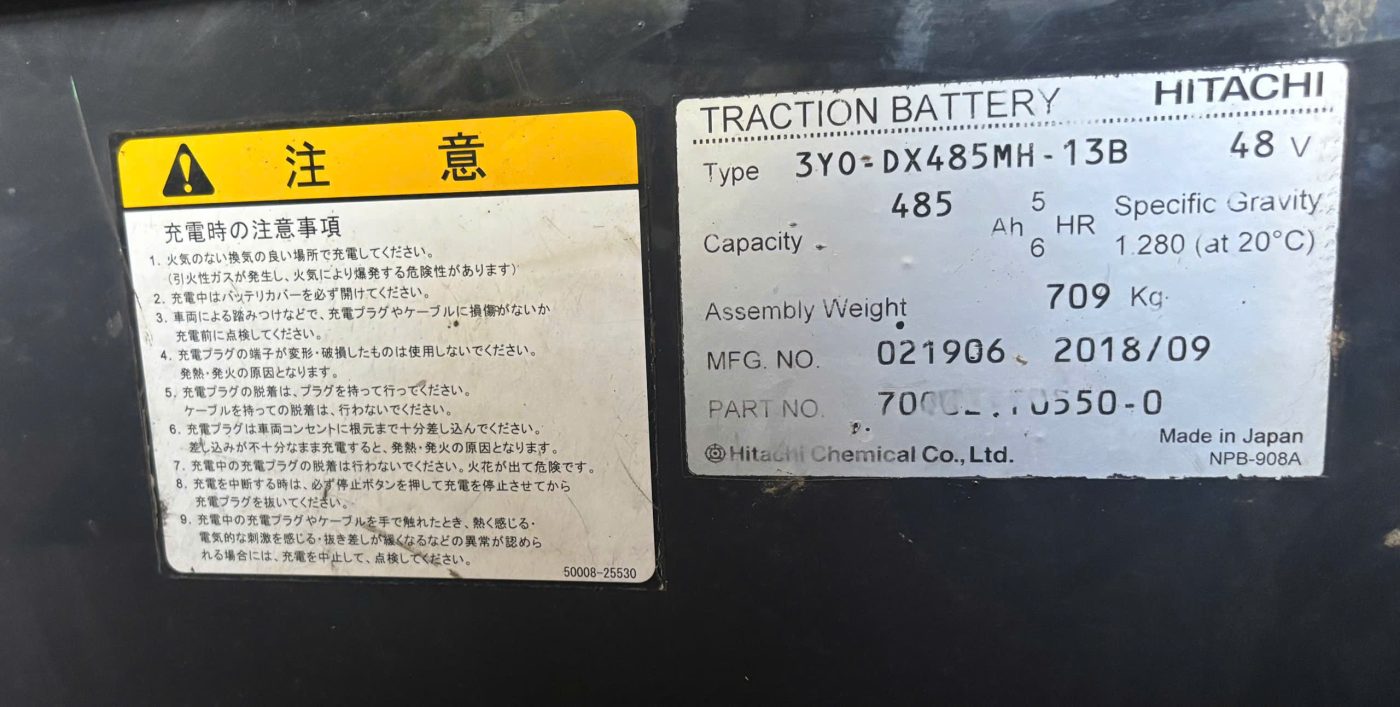 注 意
充電時の注意事項
1. 火気のない換気の良い場所で充電してください。
(引火性ガスが発生し、火気により爆発する危険性があります)
2. 充電中はバッテリカバーを必ず開けてください。
3. 車両による踏みつけなどで、充電プラグやケーブルに損傷がないか
充電前に点検してください。
4. 充電プラグの端子が変形・破損したものは使用しないでください。
発熱・発火の原因となります。
5. 充電プラグの脱着は、プラグを持って行ってください。
ケーブルを持っての脱着は、行わないでください。
6. 充電プラグは車両コンセントに根元まで十分差し込んでください。
差し込みが不十分なまま充電すると、発熱・発火の原因となります。
7. 充電中の充電プラグの脱着は行わないでください。火花が出て危険です。
8. 充電を中断する時は、必ず停止ボタンを押して充電を停止させてから
充電プラグを抜いてください。
9. 充電中の充電プラグやケーブルを手で触れたとき、熱く感じる・
電気的な刺激を感じる・抜き差しが緩くなるなどの異常が認めら
れる場合には、充電を中止して、点検してください。
50008-25530
TRACTION BATTERY HITACHI
Type 3Y0-DX485MH-13B 48 V
Capacity 485 Ah 5 6 HR Specific Gravity
1.280 (at 20°C)
Assembly Weight 709 Kg
MFG. NO. 021906 2018/09
PART NO.
Hitachi Chemical Co., Ltd.
Made in Japan
NPB-908A